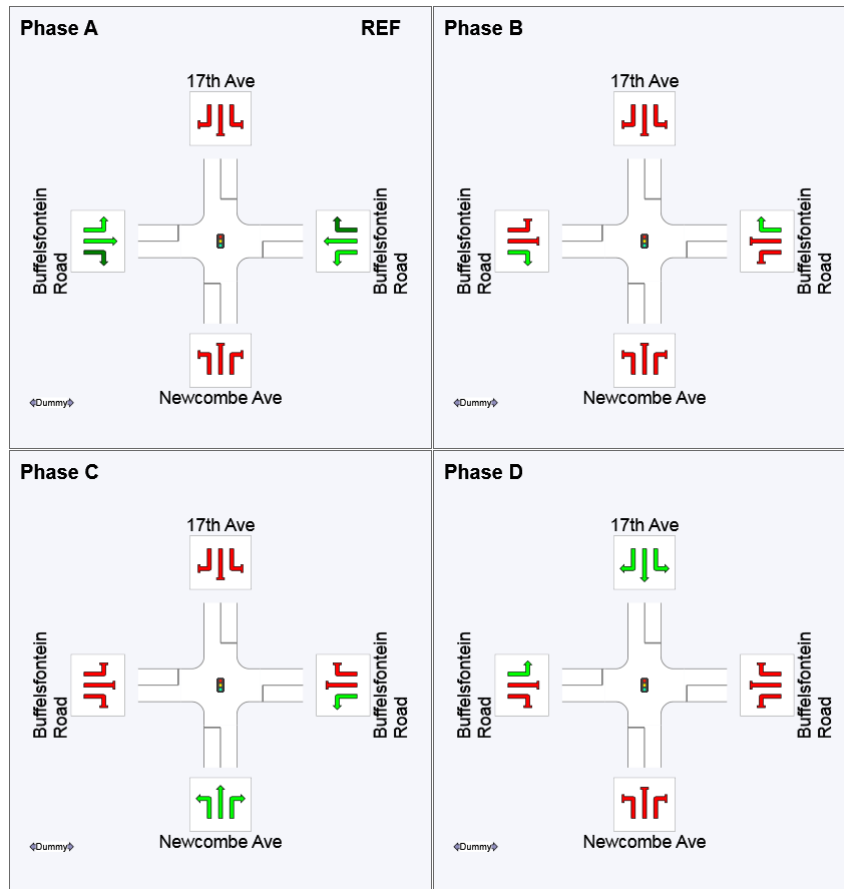 Phase A
REF
17th Ave
Buffelsfontein
Road
Buffelsfontein
Road
Newcombe Ave
Dummy
Phase B
17th Ave
Buffelsfontein
Road
Buffelsfontein
Road
Newcombe Ave
Dummy
Phase C
17th Ave
Buffelsfontein
Road
Buffelsfontein
Road
Newcombe Ave
Dummy
Phase D
17th Ave
Buffelsfontein
Road
Buffelsfontein
Road
Newcombe Ave
Dummy